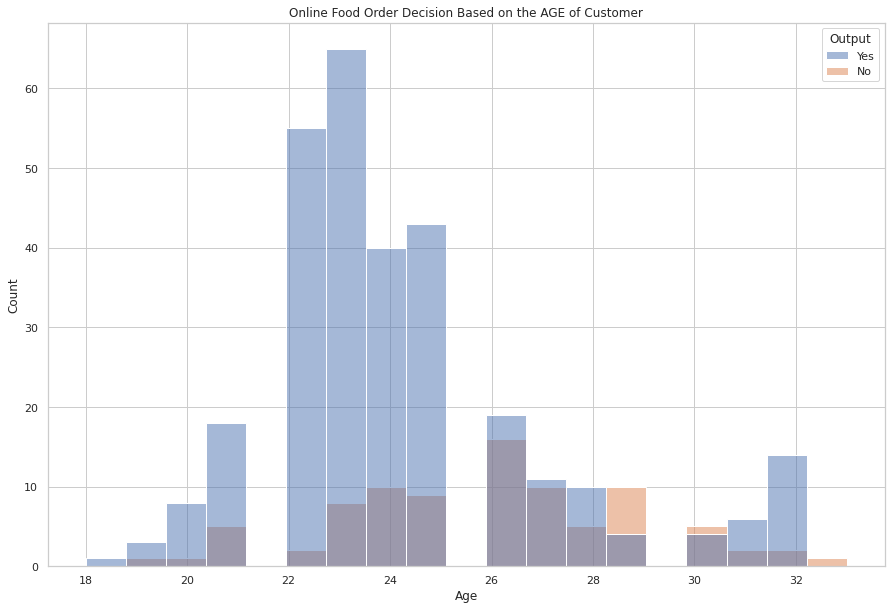 Online Food Order Decision Based on the AGE of Customer
Output
Yes
No
60
50
40
30
20
10
0
Count
18 20 22 24 26 28 30 32
Age